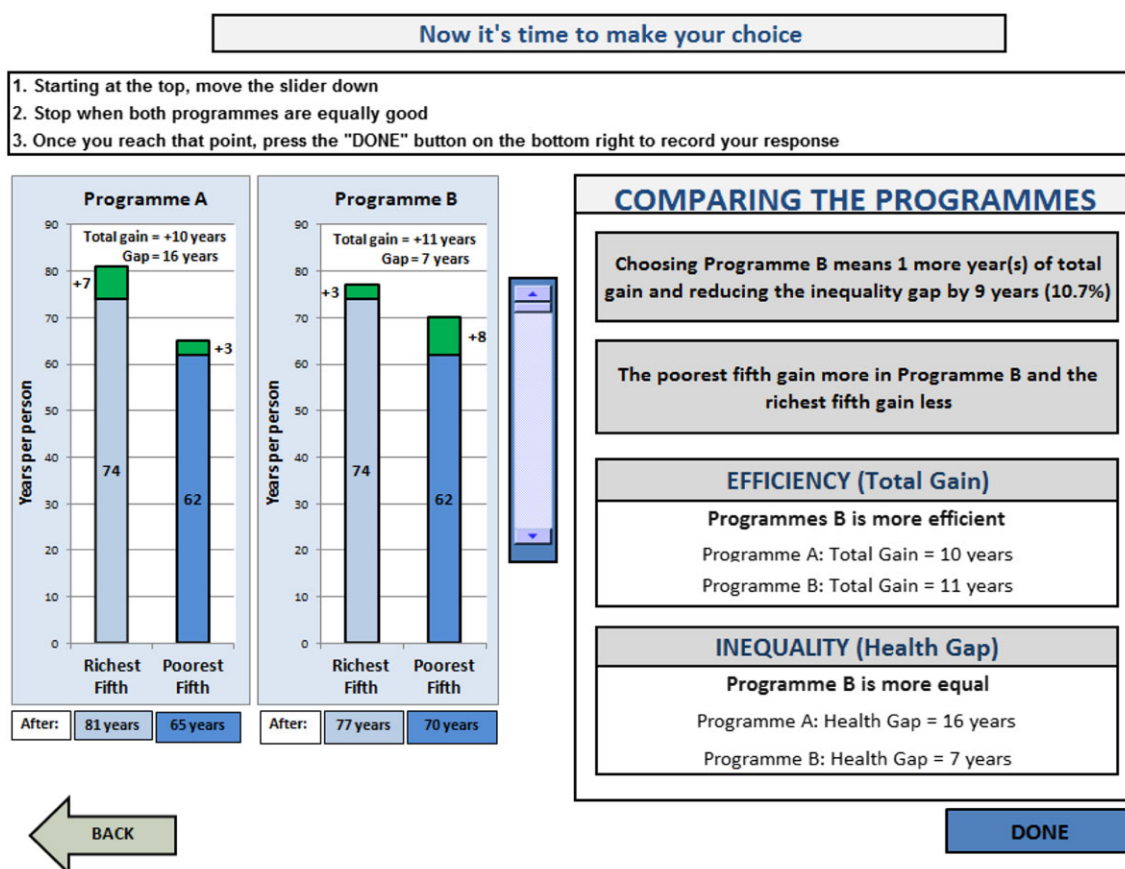 Now it's time to make your choice
1. Starting at the top, move the slider down
2. Stop when both programmes are equally good
3. Once you reach that point, press the "DONE" button on the bottom right to record your response
Programme A
Total gain = +10 years
Gap = 16 years
Years per person
90
80
70
60
50
40
30
20
10
0
+7
74
+3
62
Richest
Fifth
Poorest
Fifth
After:
81 years
65 years
Programme B
Total gain = +11 years
Gap = 7 years
Years per person
90
80
70
60
50
40
30
20
10
0
+3
74
+8
62
Richest
Fifth
Poorest
Fifth
After:
77 years
70 years
COMPARING THE PROGRAMMES
Choosing Programme B means 1 more year(s) of total
gain and reducing the inequality gap by 9 years (10.7%)
The poorest fifth gain more in Programme B and the
richest fifth gain less
EFFICIENCY (Total Gain)
Programmes B is more efficient
Programme A: Total Gain = 10 years
Programme B: Total Gain = 11 years
INEQUALITY (Health Gap)
Programme B is more equal
Programme A: Health Gap = 16 years
Programme B: Health Gap = 7 years
BACK
DONE